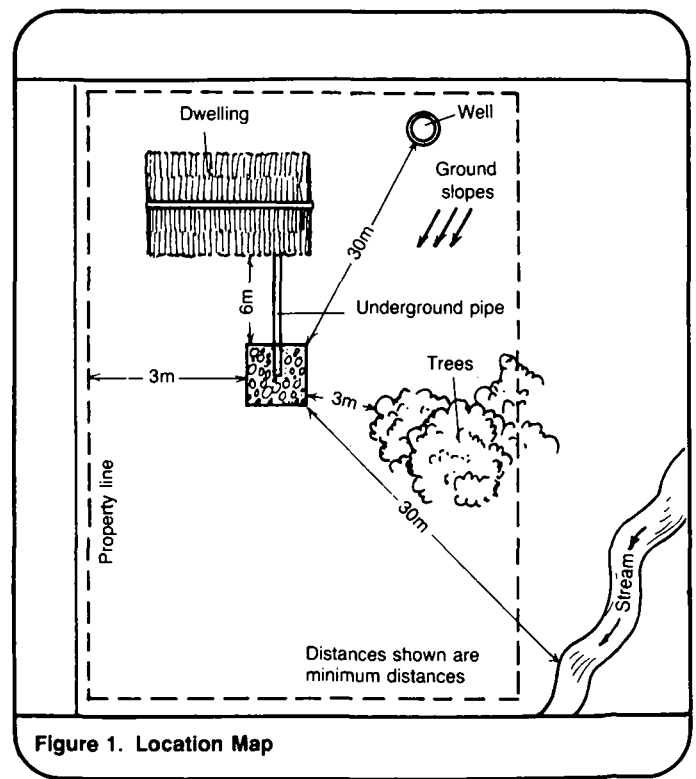 Dwelling
Well
Ground
slopes
30m
6m
Underground pipe
3m
Trees
3m
30m
Property line
Stream
Distances shown are
minimum distances
Figure 1. Location Map